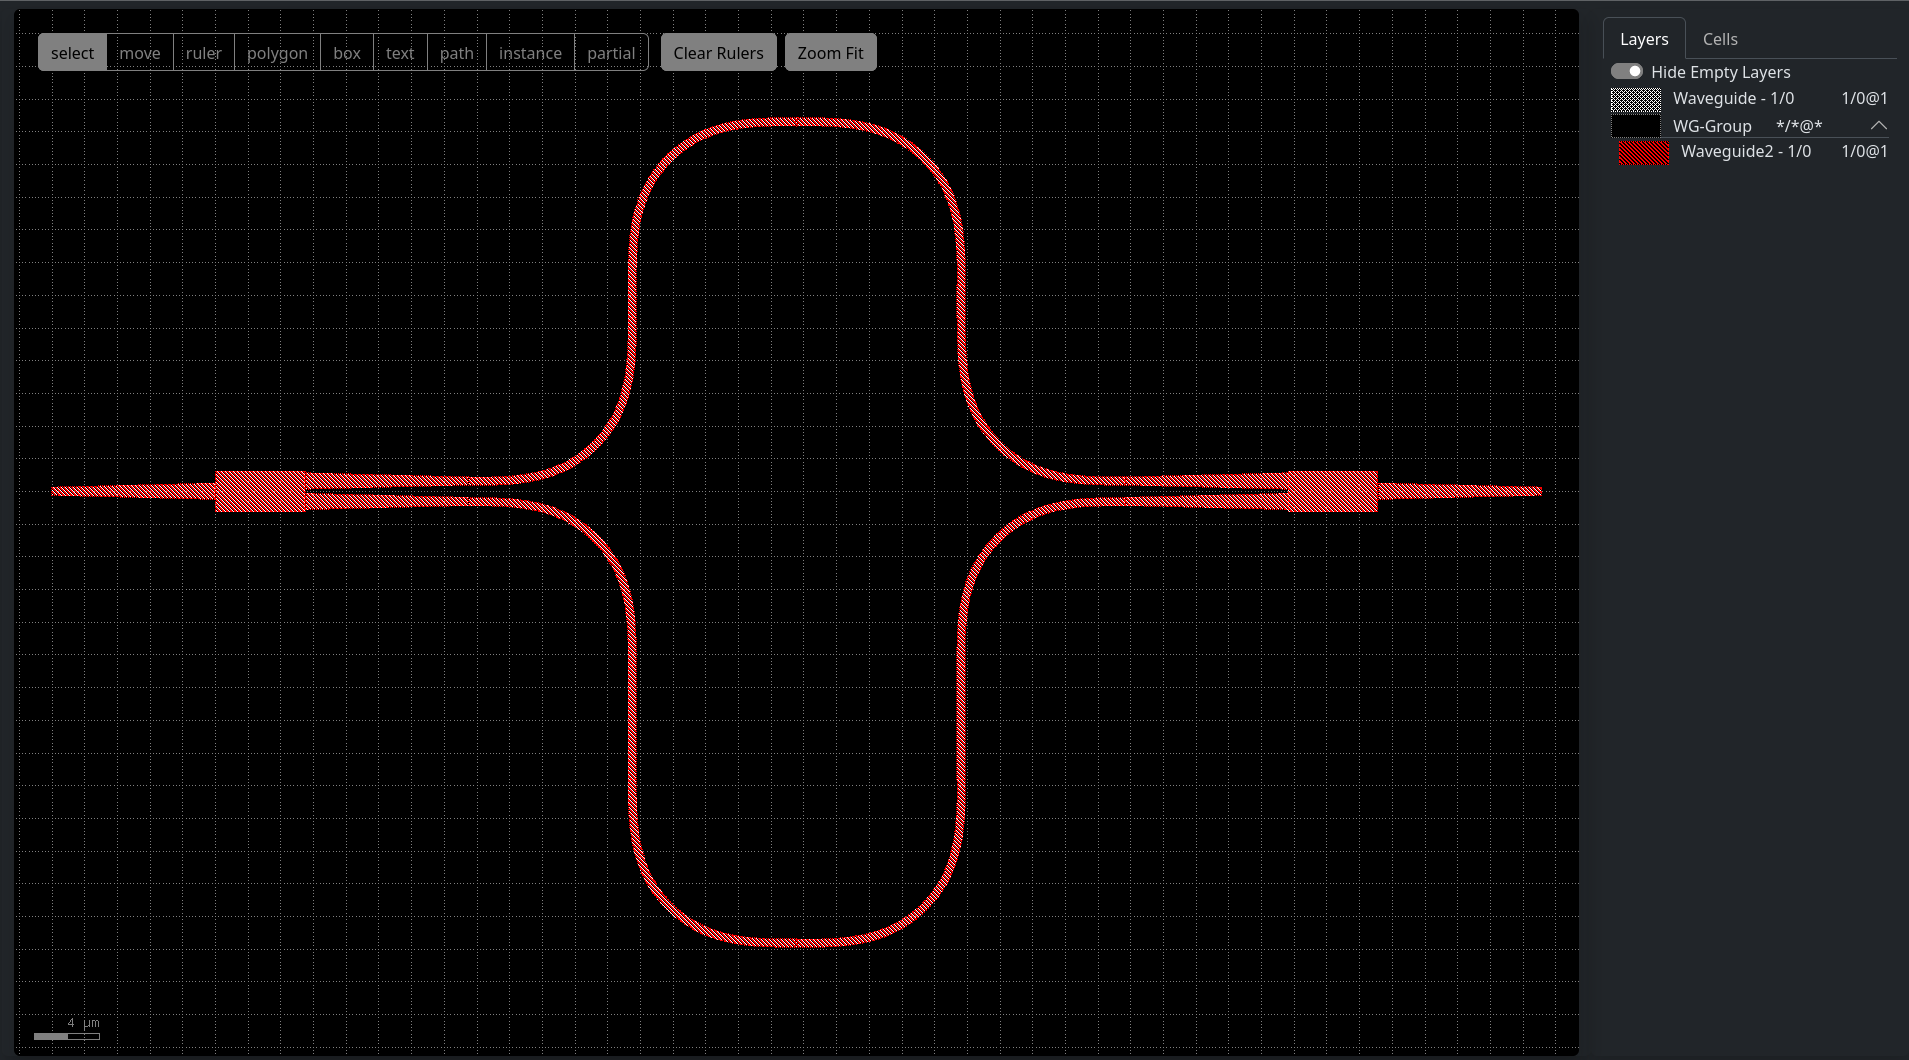 select move ruler polygon box text path instance partial Clear Rulers Zoom Fit
Layers Cells
Hide Empty Layers
Waveguide - 1/0 1/0@1
WG-Group */*@*
Waveguide2 - 1/0 1/0@1
4 µm